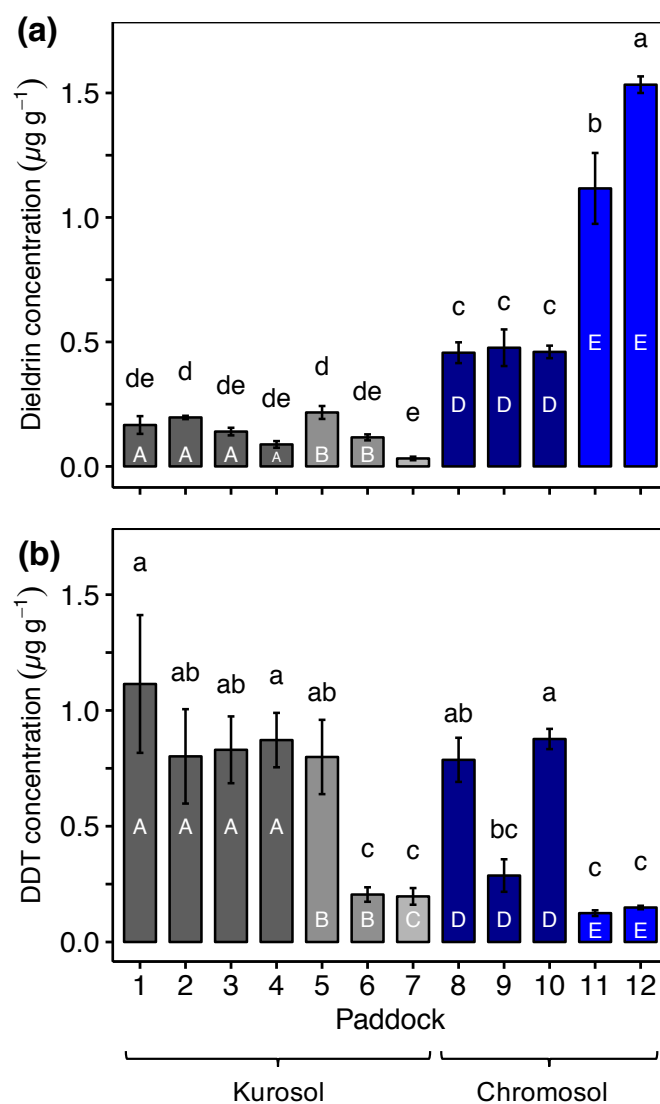 (a)
Dieldrin concentration (µg g⁻¹)
1.5
1.0
0.5
0.0
de
d
de
de
d
de
e
c
c
c
b
a
A
A
A
A
B
B
D
D
D
E
E
(b)
DDT concentration (µg g⁻¹)
1.5
1.0
0.5
0.0
a
ab
ab
a
ab
c
c
ab
bc
a
c
c
A
A
A
A
B
B
C
D
D
D
E
E
1 2 3 4 5 6 7 8 9 10 11 12
Paddock
Kurosol
Chromosol